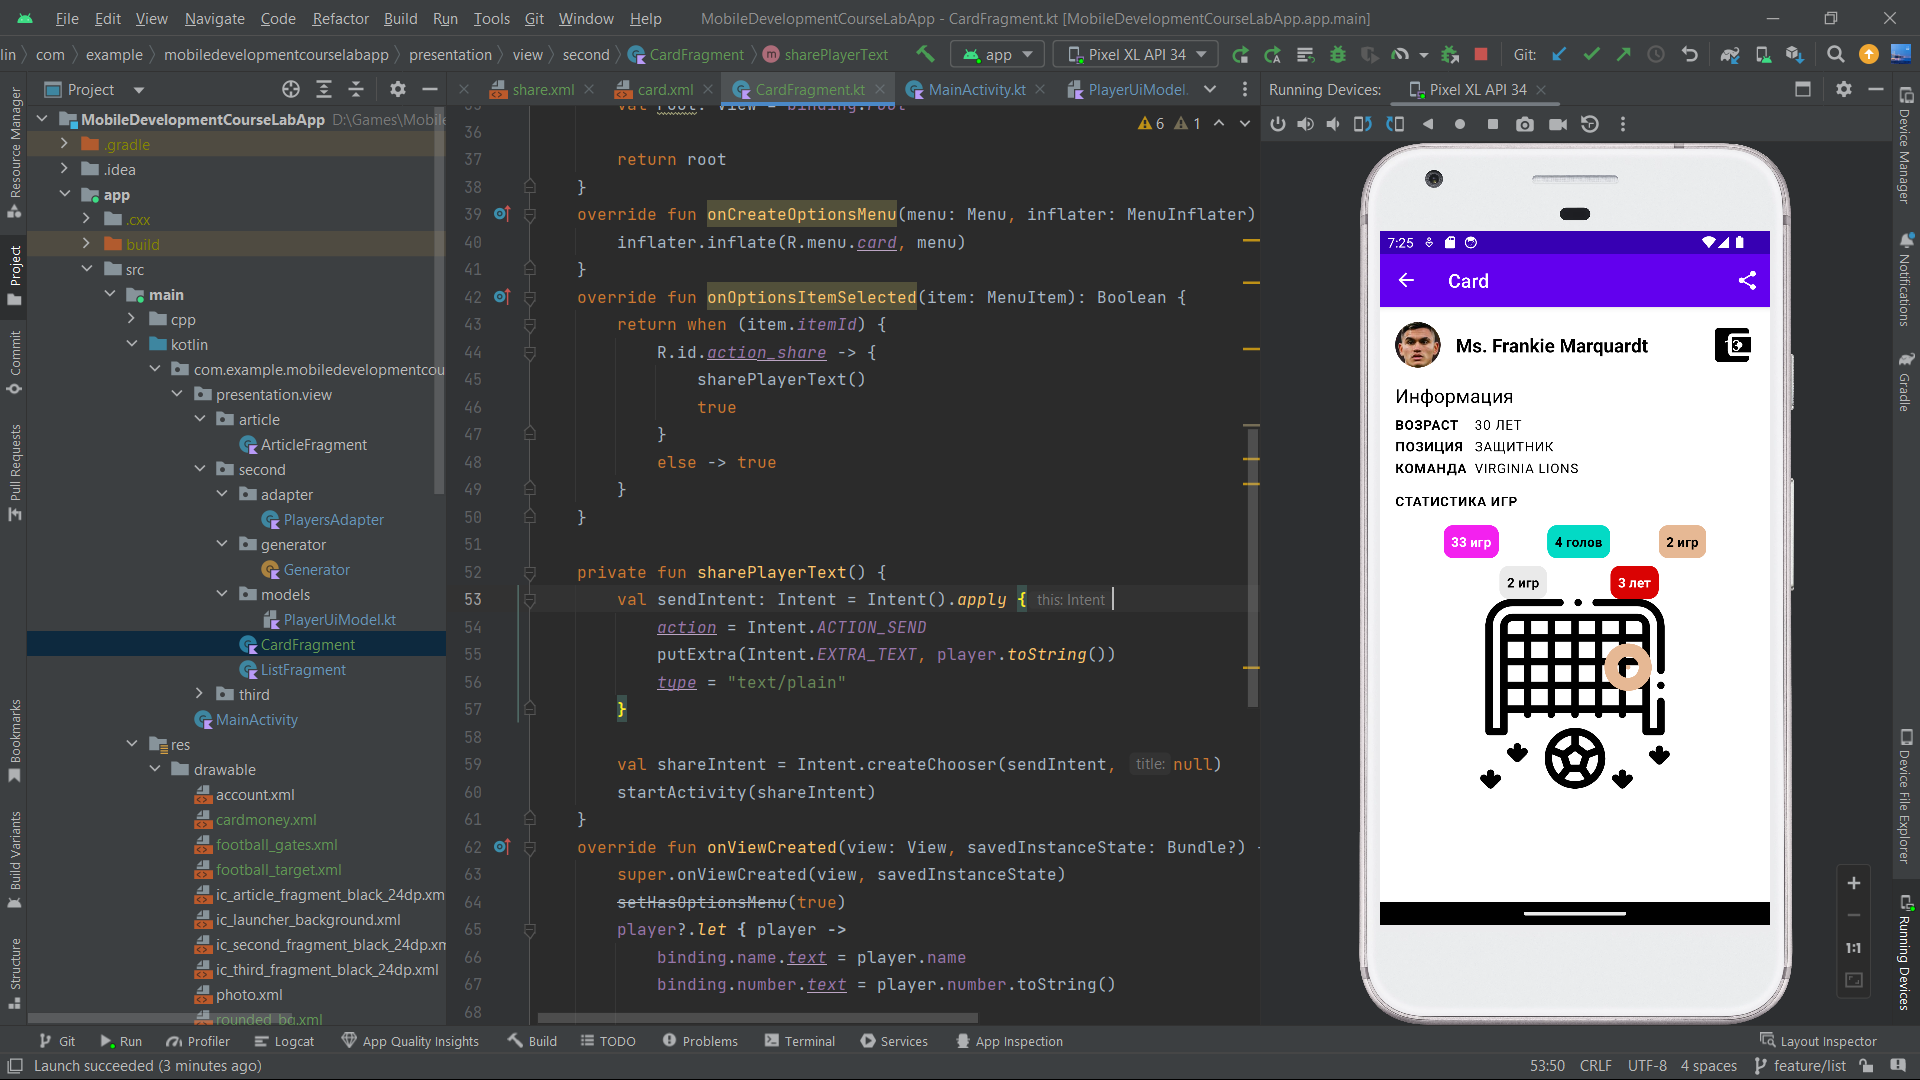 File Edit View Navigate Code Refactor Build Run Tools Git Window Help MobileDevelopmentCourseLabApp - CardFragment.kt [MobileDevelopmentCourseLabApp.app.main]
lin com example mobiledevelopmentcourselabapp presentation view second CardFragment sharePlayerText app Pixel XL API 34 Git:
Project
share.xml card.xml CardFragment.kt MainActivity.kt PlayerUiModel.
Running Devices: Pixel XL API 34
MobileDevelopmentCourseLabApp D:\Games\Mobile
.gradle
.idea
app
.cxx
build
src
main
cpp
kotlin
com.example.mobiledevelopmentcou
presentation.view
article
ArticleFragment
second
adapter
PlayersAdapter
generator
Generator
models
PlayerUiModel.kt
CardFragment
ListFragment
third
MainActivity
res
drawable
account.xml
cardmoney.xml
football_gates.xml
football_target.xml
ic_article_fragment_black_24dp.xm
ic_launcher_background.xml
ic_second_fragment_black_24dp.xm
ic_third_fragment_black_24dp.xml
photo.xml
rounded_bg.xml
6 1
35 val root: View = binding.root
36
37 return root
38 }
39 override fun onCreateOptionsMenu(menu: Menu, inflater: MenuInflater)
40 inflater.inflate(R.menu.card, menu)
41 }
42 override fun onOptionsItemSelected(item: MenuItem): Boolean {
43 return when (item.itemId) {
44 R.id.action_share -> {
45 sharePlayerText()
46 true
47 }
48 else -> true
49 }
50 }
51
52 private fun sharePlayerText() {
53 val sendIntent: Intent = Intent().apply { this: Intent
54 action = Intent.ACTION_SEND
55 putExtra(Intent.EXTRA_TEXT, player.toString())
56 type = "text/plain"
57 }
58
59 val shareIntent = Intent.createChooser(sendIntent, title: null)
60 startActivity(shareIntent)
61 }
62 override fun onViewCreated(view: View, savedInstanceState: Bundle?)
63 super.onViewCreated(view, savedInstanceState)
64 setHasOptionsMenu(true)
65 player?.let { player ->
66 binding.name.text = player.name
67 binding.number.text = player.number.toString()
68
7:25
Card
Ms. Frankie Marquardt
Информация
ВОЗРАСТ 30 ЛЕТ
ПОЗИЦИЯ ЗАЩИТНИК
КОМАНДА VIRGINIA LIONS
СТАТИСТИКА ИГР
33 игр 4 голов 2 игр
2 игр 3 лет
1:1
Resource Manager
Project
Commit
Pull Requests
Bookmarks
Build Variants
Structure
Device Manager
Notifications
Gradle
Device File Explorer
Running Devices
Git Run Profiler Logcat App Quality Insights Build TODO Problems Terminal Services App Inspection Layout Inspector
Launch succeeded (3 minutes ago) 53:50 CRLF UTF-8 4 spaces feature/list